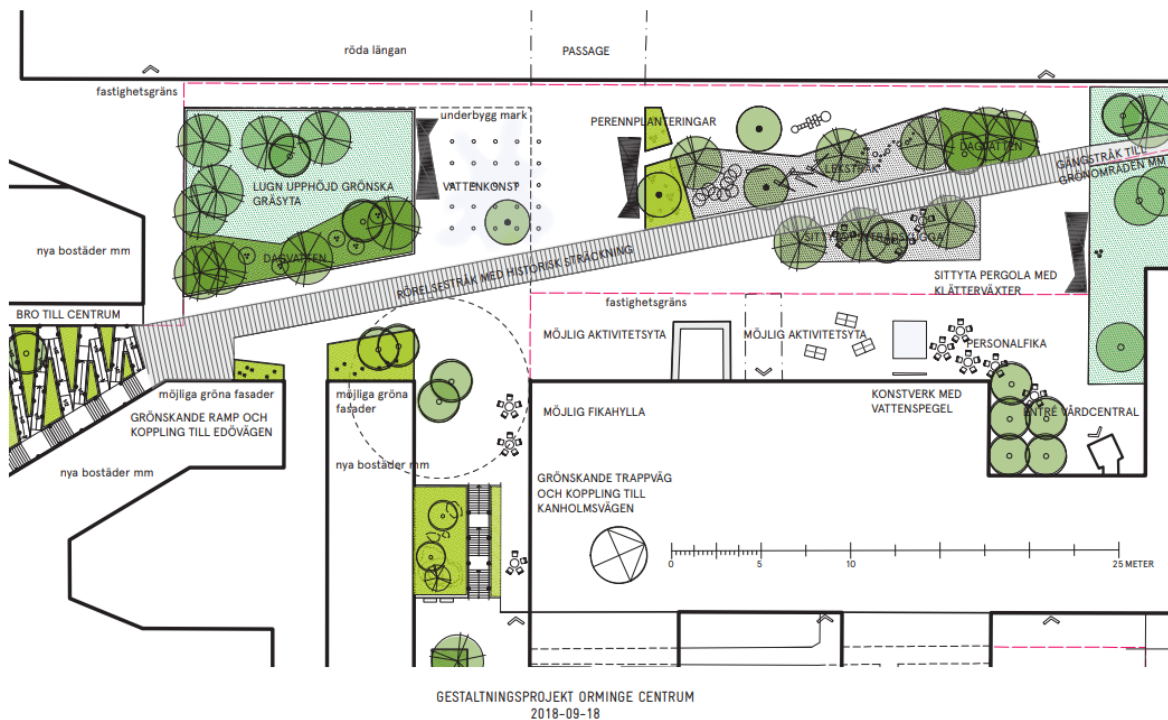 röda längan
PASSAGE
fastighetsgräns
underbygg mark
PERENNPLANTERINGAR
DAGVATTEN
LEKSTRÅK
GÅNGSTRÅK TILL
GRÖNOMRÅDEN MM
LUGN UPPHÖJD GRÖNSKA
GRÄSYTA
VATTENKONST
nya bostäder mm
DAGVATTEN
RÖRELSESTRÅK MED HISTORISK STRÄCKNING
SITTYTA PERGOLA MED
KLÄTTERVÄXTER
fastighetsgräns
BRO TILL CENTRUM
MÖJLIG AKTIVITETSYTA
MÖJLIG AKTIVITETSYTA
PERSONALFIKA
möjliga gröna fasader
möjliga gröna
fasader
KONSTVERK MED
VATTENSPEGEL
GRÖNSKANDE RAMP OCH
KOPPLING TILL EDÖVÄGEN
MÖJLIG FIKAHYLLA
ENTRÉ VÅRDCENTRAL
nya bostäder mm
nya bostäder mm
GRÖNSKANDE TRAPPVÄG
OCH KOPPLING TILL
KANHOLMSVÄGEN
0 5 10 25 METER
GESTALTNINGSPROJEKT ORMINGE CENTRUM
2018-09-18